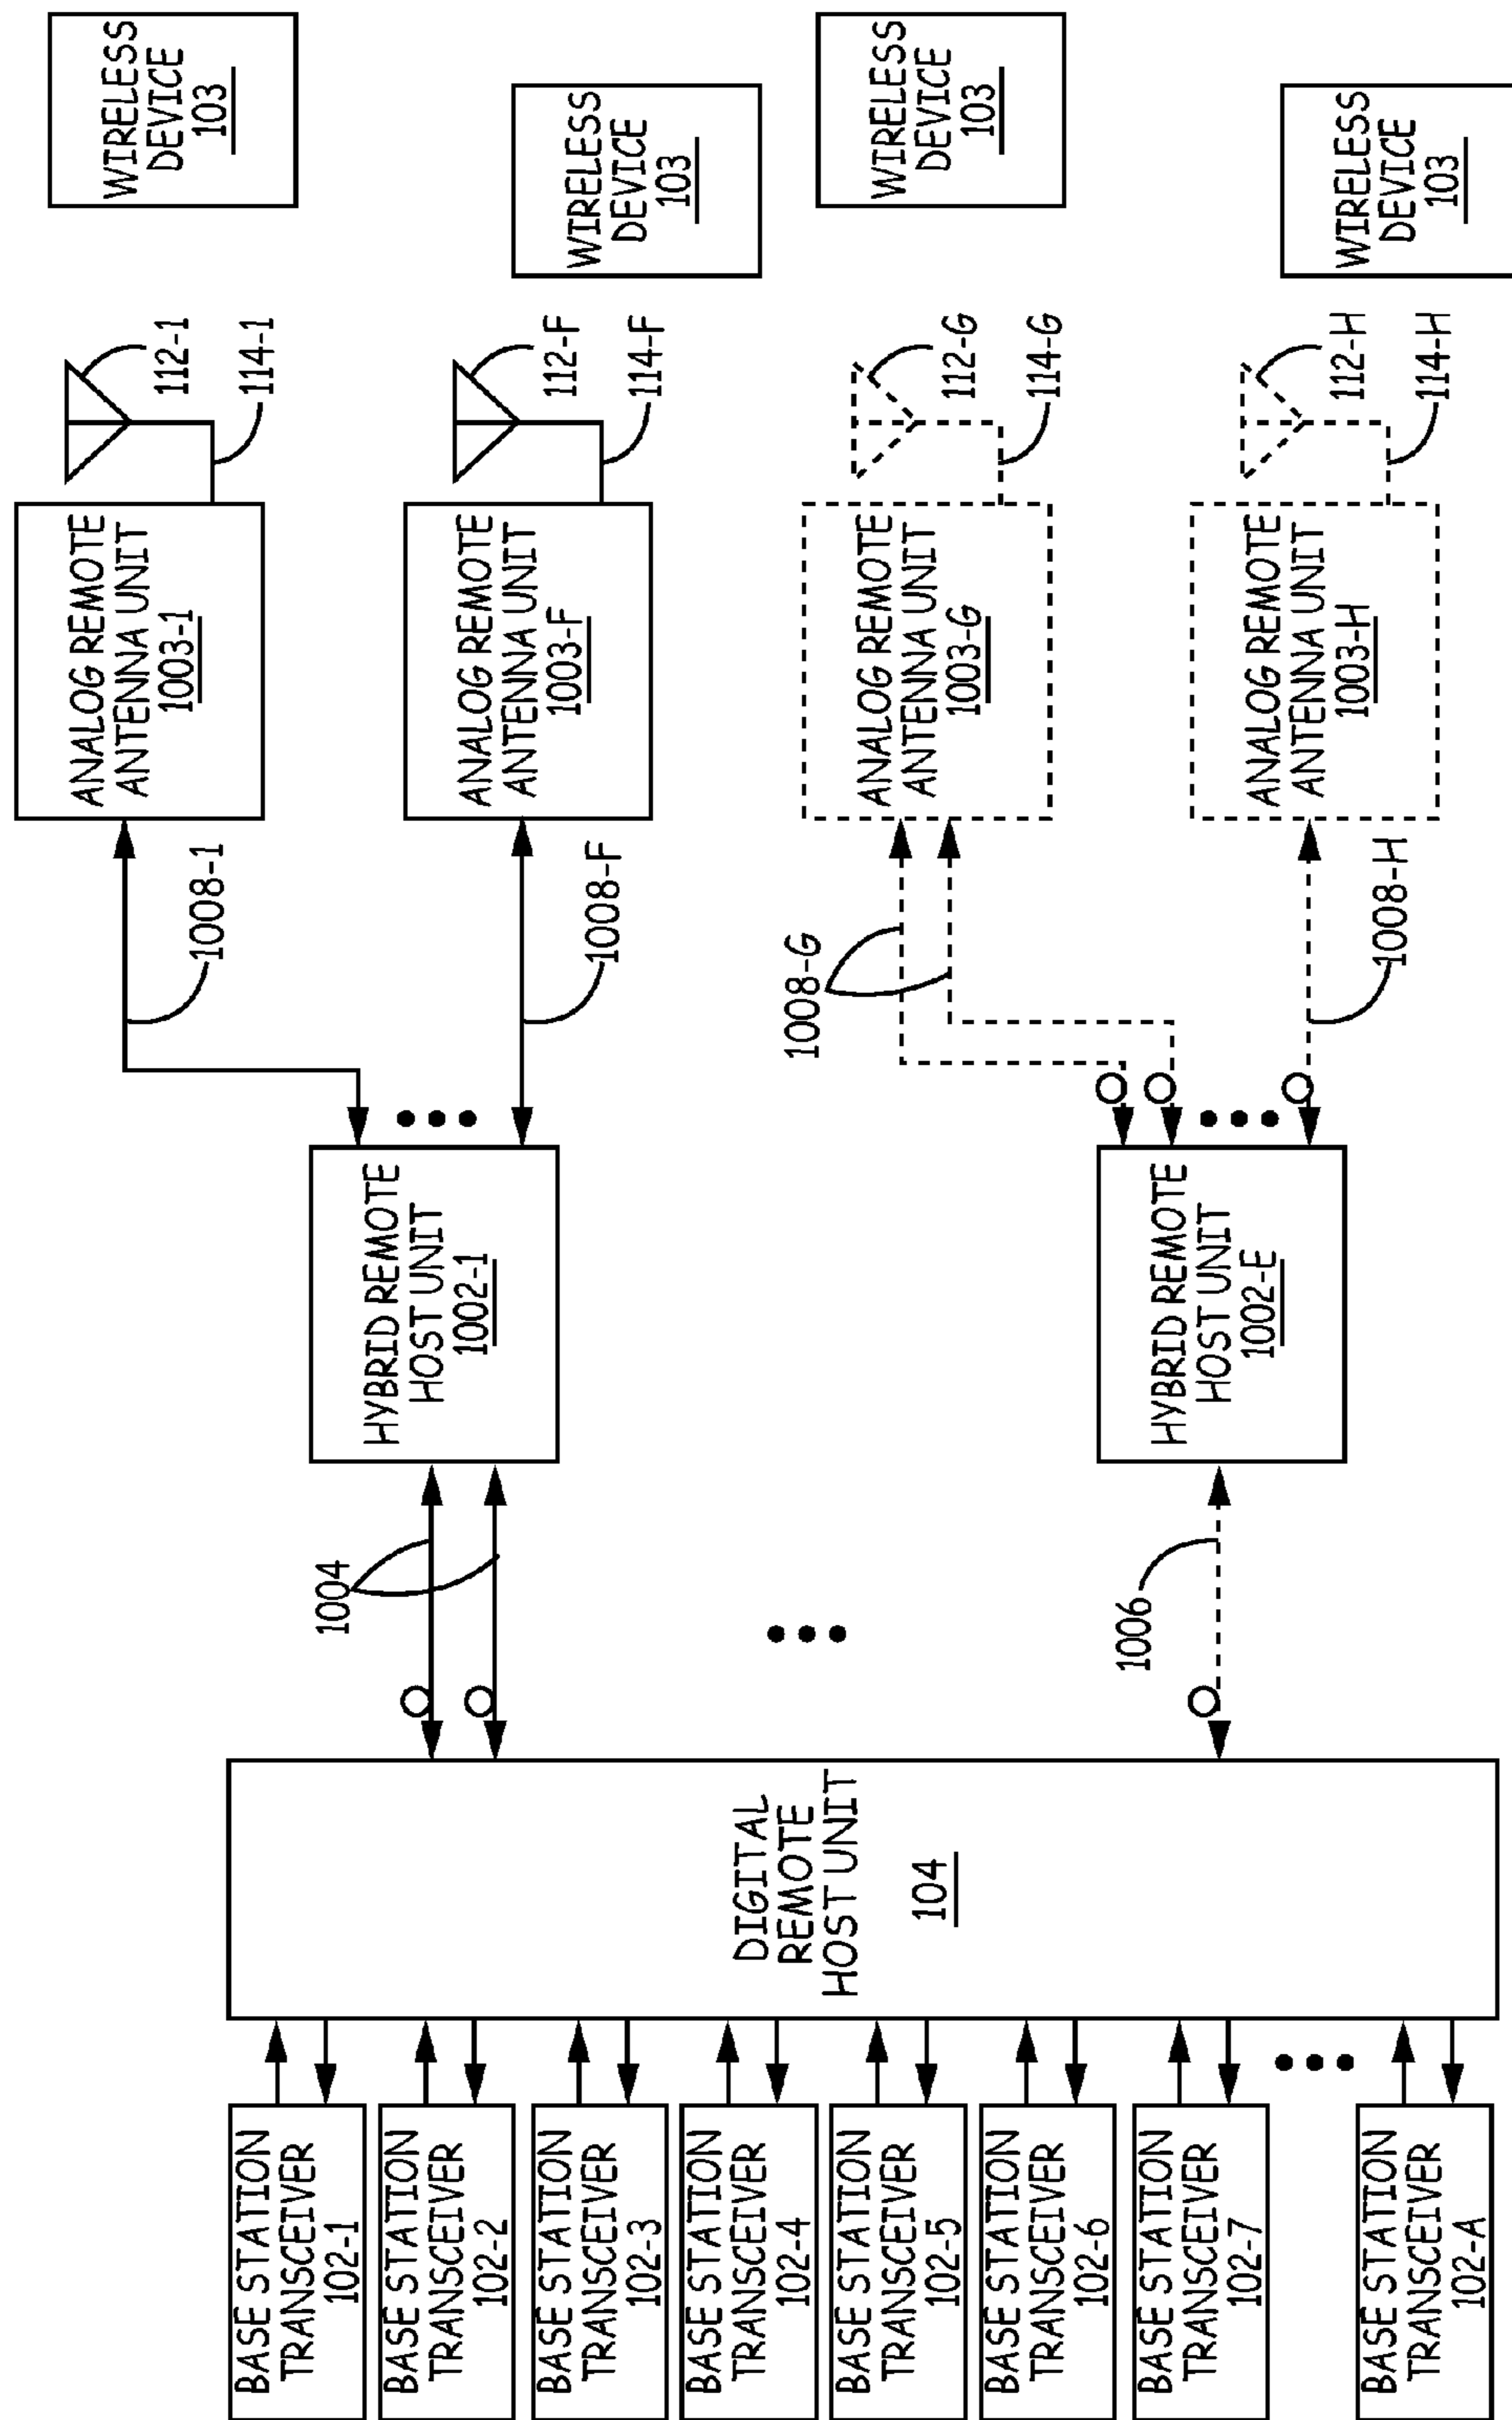 BASE STATION
TRANSCEIVER
102-1
BASE STATION
TRANSCEIVER
102-2
BASE STATION
TRANSCEIVER
102-3
BASE STATION
TRANSCEIVER
102-4
BASE STATION
TRANSCEIVER
102-5
BASE STATION
TRANSCEIVER
102-6
BASE STATION
TRANSCEIVER
102-7
BASE STATION
TRANSCEIVER
102-A
DIGITAL
REMOTE
HOST UNIT
104
1004
1006
HYBRID REMOTE
HOST UNIT
1002-1
HYBRID REMOTE
HOST UNIT
1002-E
1008-1
1008-F
1008-G
1008-H
ANALOG REMOTE
ANTENNA UNIT
1003-1
ANALOG REMOTE
ANTENNA UNIT
1003-F
ANALOG REMOTE
ANTENNA UNIT
1003-G
ANALOG REMOTE
ANTENNA UNIT
1003-H
112-1
114-1
112-F
114-F
112-G
114-G
112-H
114-H
WIRELESS
DEVICE
103
WIRELESS
DEVICE
103
WIRELESS
DEVICE
103
WIRELESS
DEVICE
103